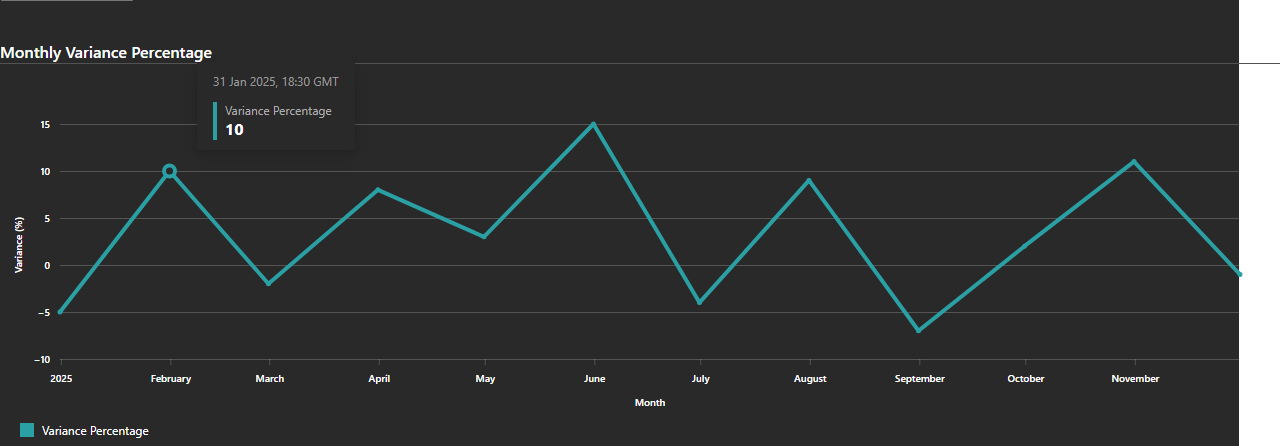 Monthly Variance Percentage
31 Jan 2025, 18:30 GMT
Variance Percentage
10
15
10
5
0
−5
−10
Variance (%)
2025 February March April May June July August September October November
Month
Variance Percentage